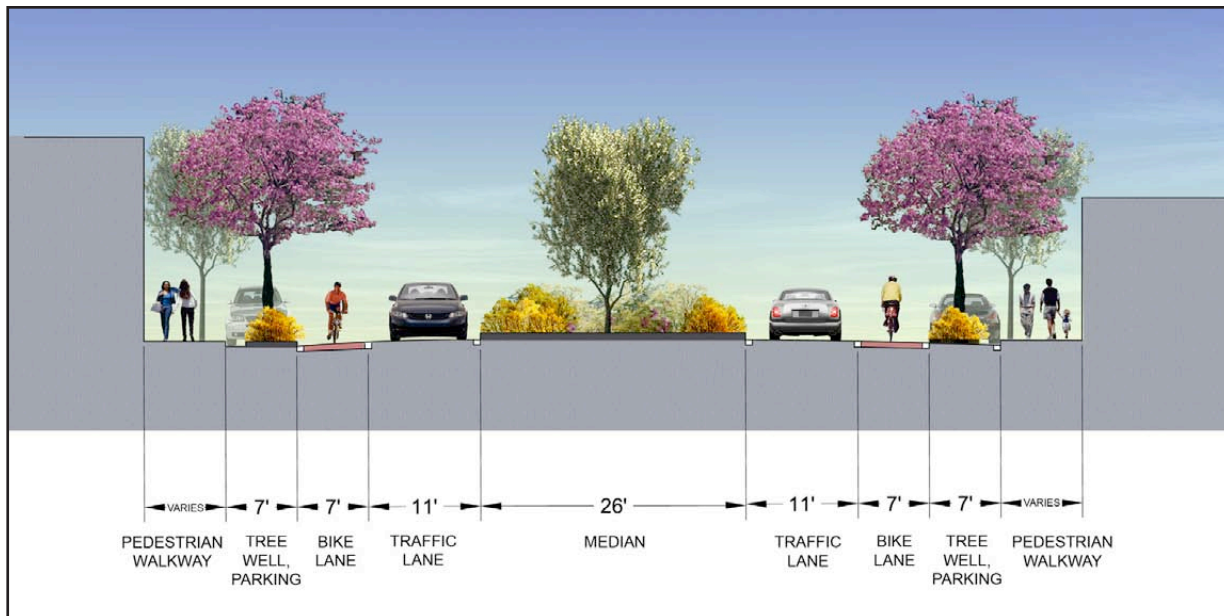 VARIES 7' 7' 11' 26' 11' 7' 7' VARIES
PEDESTRIAN WALKWAY
TREE WELL, PARKING
BIKE LANE
TRAFFIC LANE
MEDIAN
TRAFFIC LANE
BIKE LANE
TREE WELL, PARKING
PEDESTRIAN WALKWAY